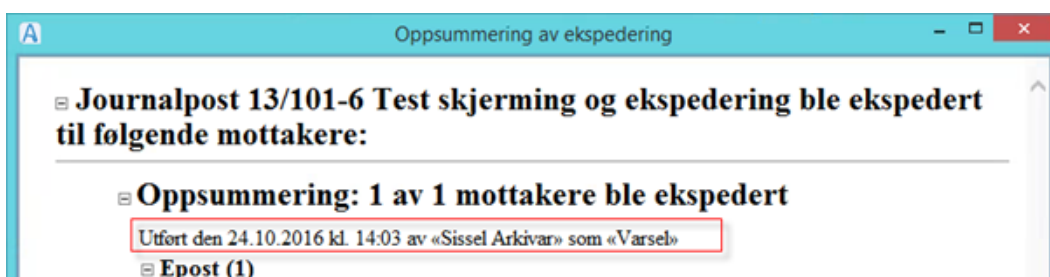 Oppsummering av ekspedering
Journalpost 13/101-6 Test skjerming og ekspedering ble ekspedert
til følgende mottakere:
Oppsummering: 1 av 1 mottakere ble ekspedert
Utført den 24.10.2016 kl. 14:03 av «Sissel Arkivar» som «Varsel»
Epost (1)